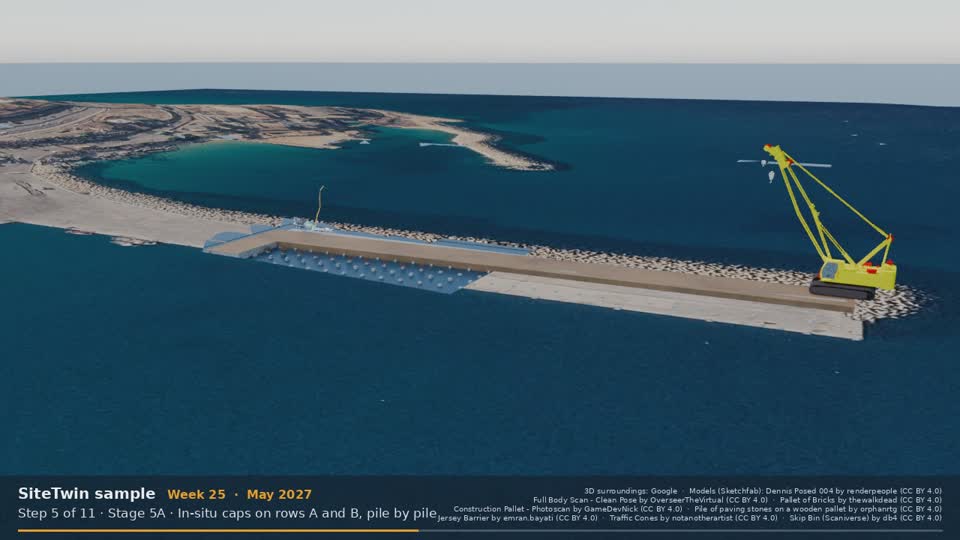 SiteTwin sample Week 25 · May 2027
Step 5 of 11 · Stage 5A · In-situ caps on rows A and B, pile by pile,
3D surroundings: Google · Models (Sketchfab): Dennis Posed 004 by renderpeople (CC BY 4.0)
Full Body Scan - Clean Pose by OverseerTheVirtual (CC BY 4.0) · Pallet of Bricks by thewalkdead (CC BY 4.0)
Construction Pallet - Photoscan by GameDevNick (CC BY 4.0) · Pile of paving stones on a wooden pallet by orphanrtg (CC BY 4.0)
Jersey Barrier by emran.bayati (CC BY 4.0) · Traffic Cones by notanotherartist (CC BY 4.0) · Skip Bin (Scaniverse) by db4 (CC BY 4.0)